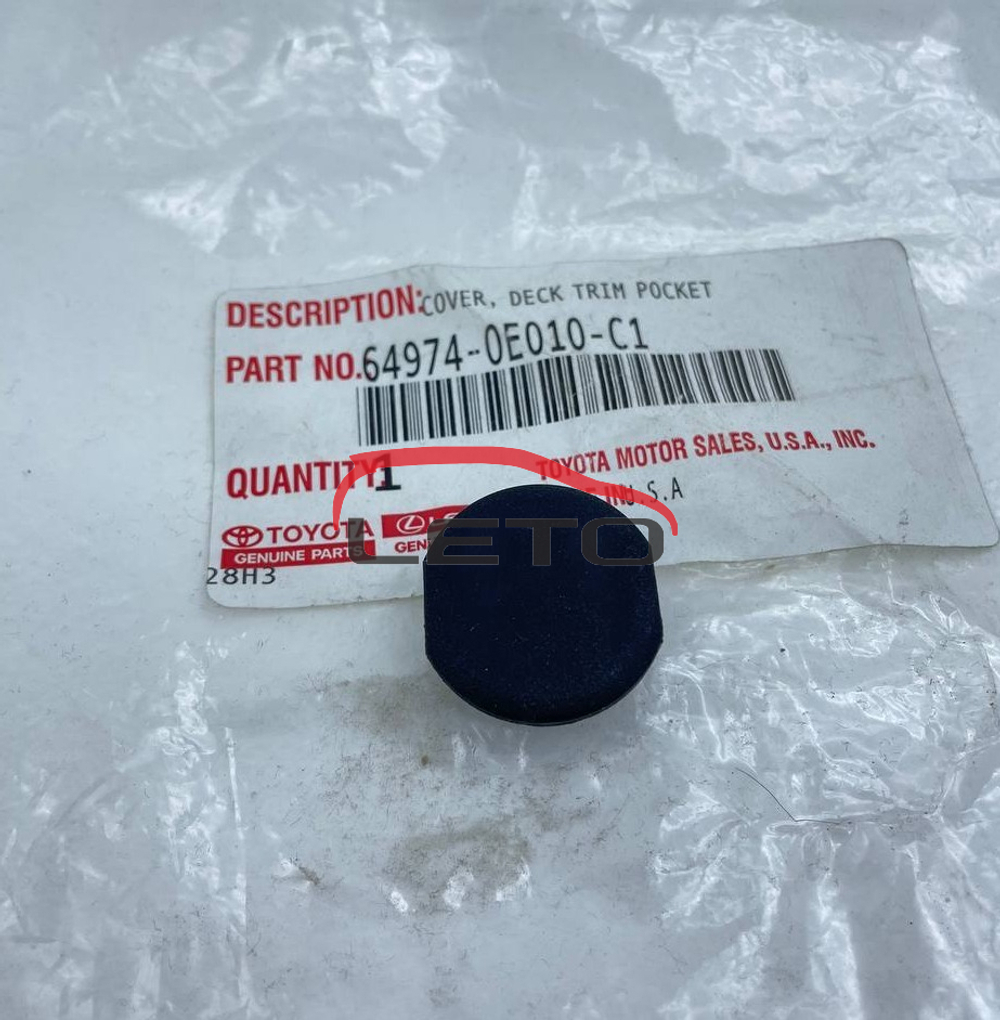 DESCRIPTION: COVER, DECK TRIM POCKET
PART NO. 64974-0E010-C1
QUANTITY 1
TOYOTA MOTOR SALES, U.S.A., INC.
.S.A
TOYOTA
GENUINE PARTS
28H3
LETO